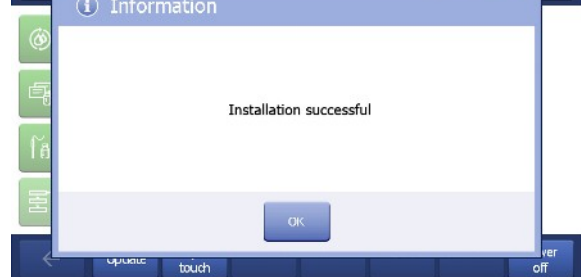 Information
Installation successful
OK
Update
touch
off